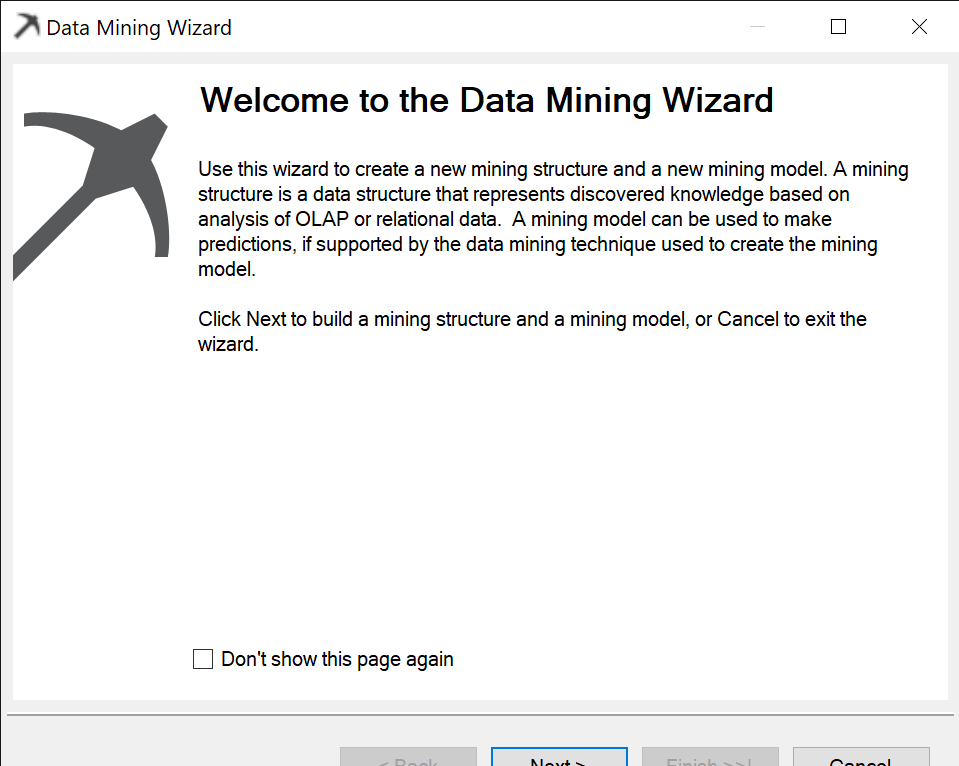 Data Mining Wizard
Welcome to the Data Mining Wizard
Use this wizard to create a new mining structure and a new mining model. A mining
structure is a data structure that represents discovered knowledge based on
analysis of OLAP or relational data.  A mining model can be used to make
predictions, if supported by the data mining technique used to create the mining
model.
Click Next to build a mining structure and a mining model, or Cancel to exit the
wizard.
Don't show this page again
< Back
Next >
Finish >>|
Cancel